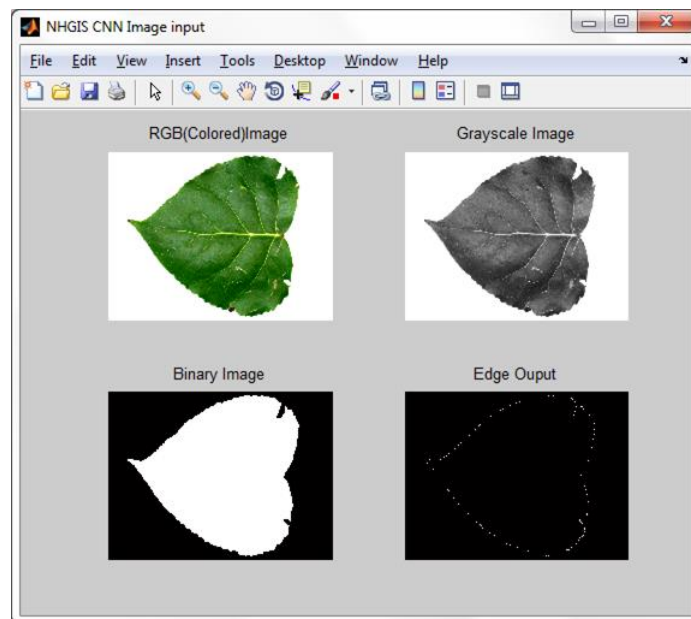 NHGIS CNN Image input
File Edit View Insert Tools Desktop Window Help
RGB(Colored)Image
Grayscale Image
Binary Image
Edge Ouput